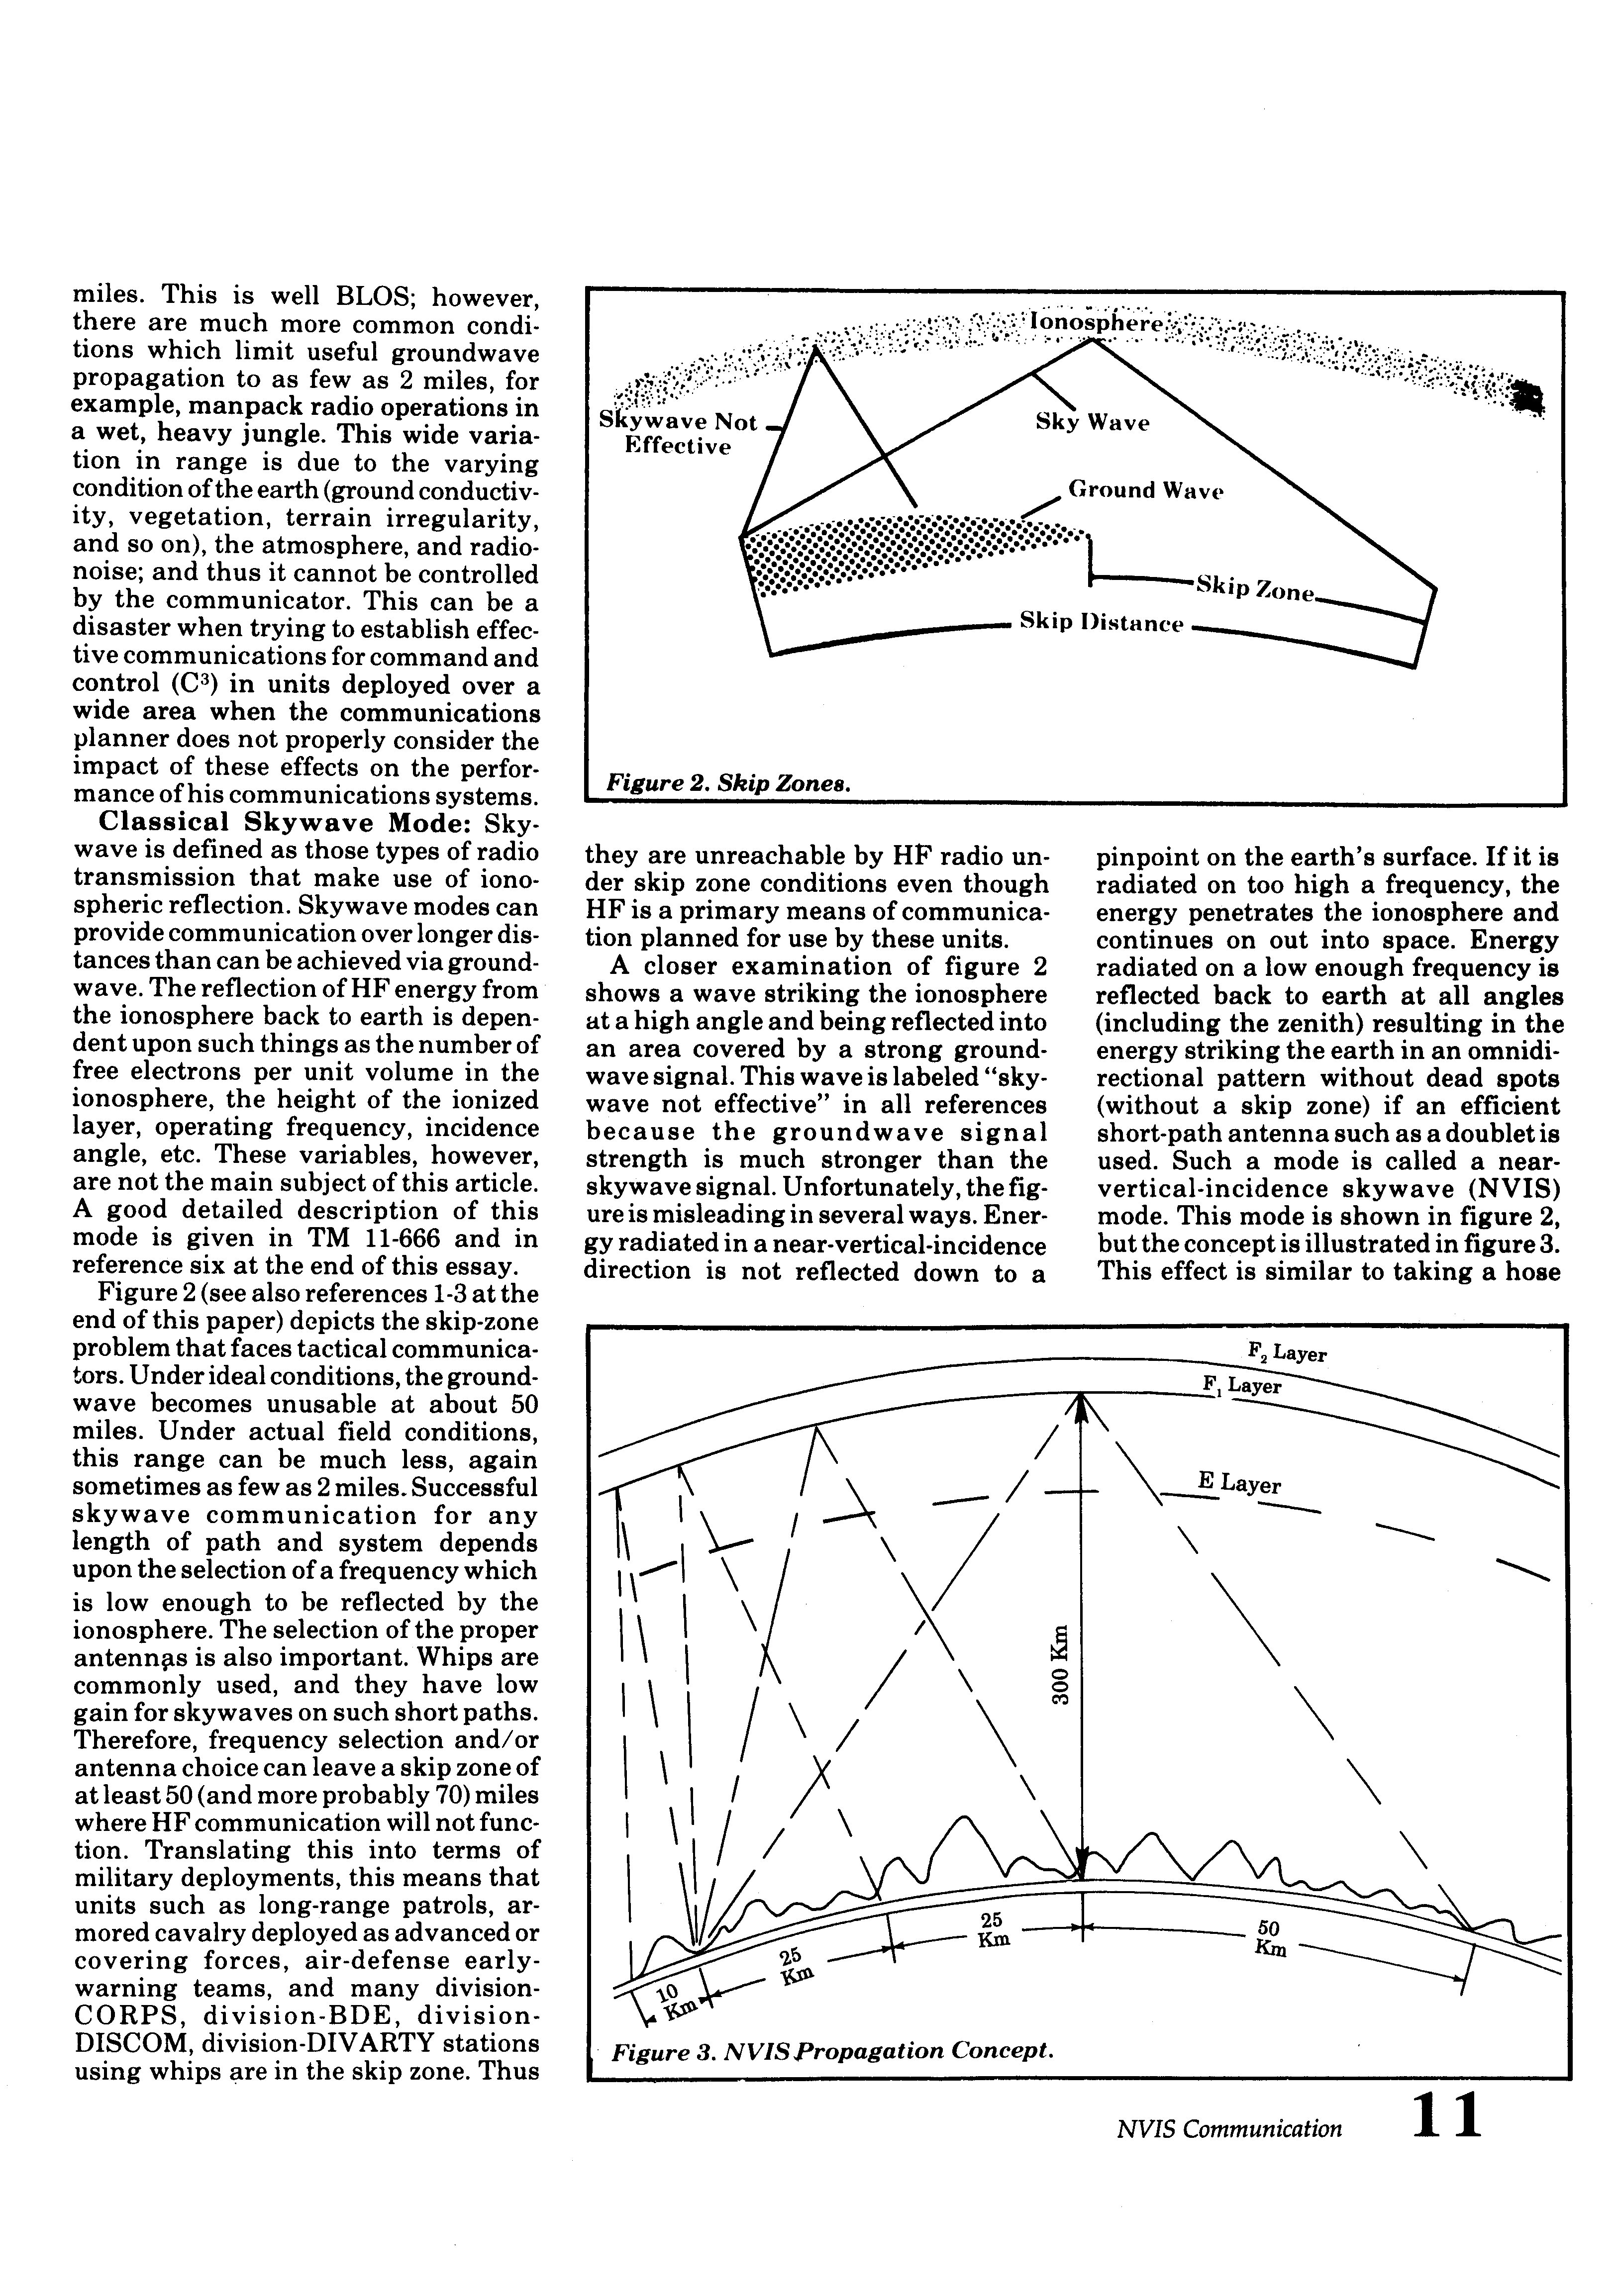 miles. This is well BLOS; however,
there are much more common condi-
tions which limit useful groundwave
propagation to as few as 2 miles, for
example, manpack radio operations in
a wet, heavy jungle. This wide varia-
tion in range is due to the varying
condition of the earth (ground conductiv-
ity, vegetation, terrain irregularity,
and so on), the atmosphere, and radio-
noise; and thus it cannot be controlled
by the communicator. This can be a
disaster when trying to establish effec-
tive communications for command and
control (C³) in units deployed over a
wide area when the communications
planner does not properly consider the
impact of these effects on the perfor-
mance of his communications systems.
Classical Skywave Mode: Sky-
wave is defined as those types of radio
transmission that make use of iono-
spheric reflection. Skywave modes can
provide communication over longer dis-
tances than can be achieved via ground-
wave. The reflection of HF energy from
the ionosphere back to earth is depen-
dent upon such things as the number of
free electrons per unit volume in the
ionosphere, the height of the ionized
layer, operating frequency, incidence
angle, etc. These variables, however,
are not the main subject of this article.
A good detailed description of this
mode is given in TM 11-666 and in
reference six at the end of this essay.
Figure 2 (see also references 1-3 at the
end of this paper) depicts the skip-zone
problem that faces tactical communica-
tors. Under ideal conditions, the ground-
wave becomes unusable at about 50
miles. Under actual field conditions,
this range can be much less, again
sometimes as few as 2 miles. Successful
skywave communication for any
length of path and system depends
upon the selection of a frequency which
is low enough to be reflected by the
ionosphere. The selection of the proper
antennas is also important. Whips are
commonly used, and they have low
gain for skywaves on such short paths.
Therefore, frequency selection and/or
antenna choice can leave a skip zone of
at least 50 (and more probably 70) miles
where HF communication will not func-
tion. Translating this into terms of
military deployments, this means that
units such as long-range patrols, ar-
mored cavalry deployed as advanced or
covering forces, air-defense early-
warning teams, and many division-
CORPS, division-BDE, division-
DISCOM, division-DIVARTY stations
using whips are in the skip zone. Thus
Ionosphere
Skywave Not
Effective
Sky Wave
Ground Wave
Skip Zone
Skip Distance
Figure 2. Skip Zones.
they are unreachable by HF radio un-
der skip zone conditions even though
HF is a primary means of communica-
tion planned for use by these units.
A closer examination of figure 2
shows a wave striking the ionosphere
at a high angle and being reflected into
an area covered by a strong ground-
wave signal. This wave is labeled “sky-
wave not effective” in all references
because the groundwave signal
strength is much stronger than the
skywave signal. Unfortunately, the fig-
ure is misleading in several ways. Ener-
gy radiated in a near-vertical-incidence
direction is not reflected down to a
pinpoint on the earth's surface. If it is
radiated on too high a frequency, the
energy penetrates the ionosphere and
continues on out into space. Energy
radiated on a low enough frequency is
reflected back to earth at all angles
(including the zenith) resulting in the
energy striking the earth in an omnidi-
rectional pattern without dead spots
(without a skip zone) if an efficient
short-path antenna such as a doublet is
used. Such a mode is called a near-
vertical-incidence skywave (NVIS)
mode. This mode is shown in figure 2,
but the concept is illustrated in figure 3.
This effect is similar to taking a hose
F₂ Layer
F₁ Layer
E Layer
300 Km
10
Km
25
Km
25
Km
50
Km
Figure 3. NVIS Propagation Concept.
NVIS Communication 11